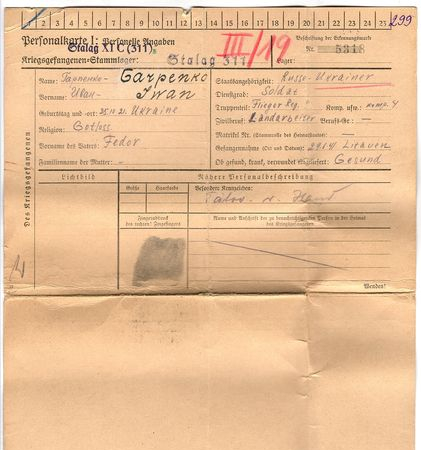 1 2 3 4 5 6 7 8 9 10 11 12 13 14 15 16 17 18 19 20 21 22 23 24 25
299
Personalkarte I: Personelle Angaben
Stalag XI C (311)
III/19
Beschriftung der Erkennungsmarke
Nr. 5318
Kriegsgefangenen-Stammlager: Stalag 311
Lager:
Des Kriegsgefangenen
Name: Гарпенко- Garpenko
Vorname: Иван- Iwan
Geburtstag und -ort: 25.10.21. Ukraine
Religion: Gotloss
Vorname des Vaters: Fedor
Familienname der Mutter: -
Staatsangehörigkeit: Russe-Ukrainer
Dienstgrad: Soldat
Truppenteil: Flieger Reg. Komp. usw.: komp. 4
Zivilberuf: Landarbeiter Berufs-Gr.: —
Matrikel Nr. (Stammrolle des Heimatstaates): —
Gefangennahme (Ort und Datum): Litauen
Ob gesund, krank, verwundet eingeliefert: Gesund
Lichtbild
Nähere Personalbeschreibung
Größe
Haarfarbe
Besondere Kennzeichen:
Fingerabdruck
des rechten! Zeigefingers
Name und Anschrift der zu benachrichtigenden Person in der Heimat
des Kriegsgefangenen
Wenden!